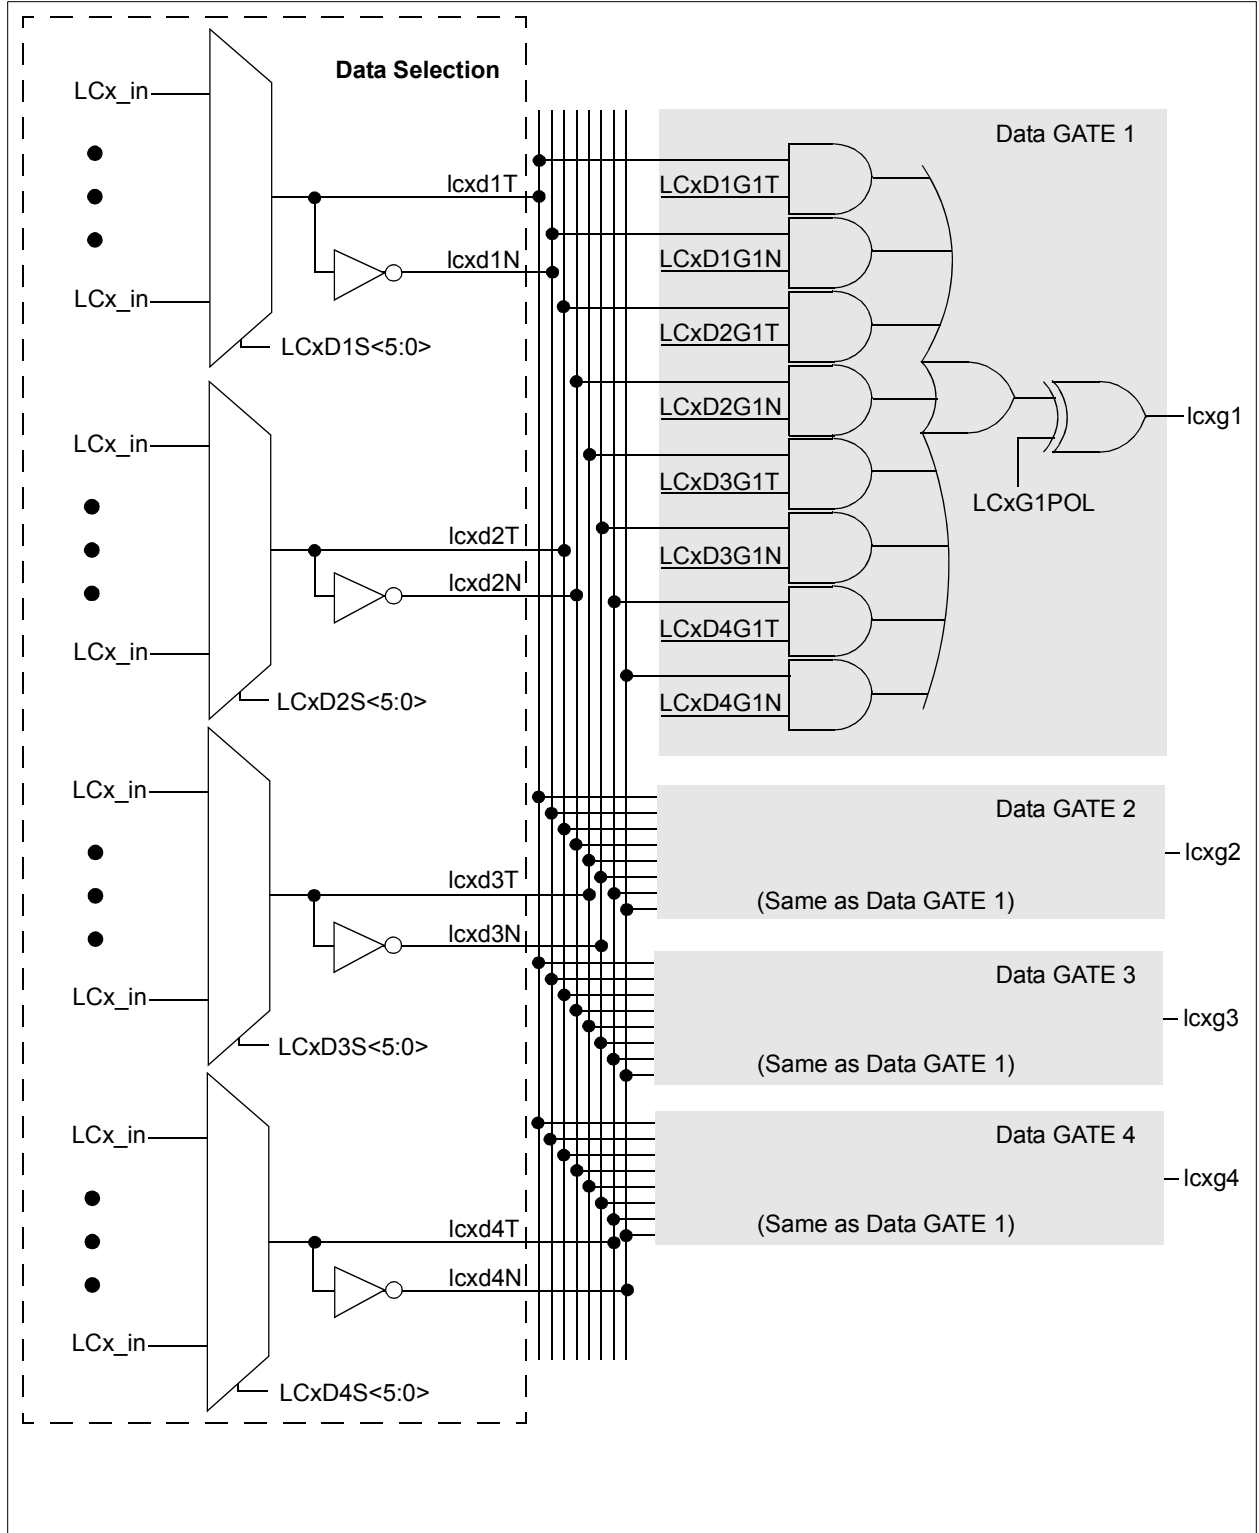 Data Selection
LCx_in
LCx_in
LCxD1S<5:0>
lcxd1T
lcxd1N
LCx_in
LCx_in
LCxD2S<5:0>
lcxd2T
lcxd2N
LCx_in
LCx_in
LCxD3S<5:0>
lcxd3T
lcxd3N
LCx_in
LCx_in
LCxD4S<5:0>
lcxd4T
lcxd4N
Data GATE 1
LCxD1G1T
LCxD1G1N
LCxD2G1T
LCxD2G1N
LCxD3G1T
LCxD3G1N
LCxD4G1T
LCxD4G1N
LCxG1POL
lcxg1
Data GATE 2
(Same as Data GATE 1)
lcxg2
Data GATE 3
(Same as Data GATE 1)
lcxg3
Data GATE 4
(Same as Data GATE 1)
lcxg4